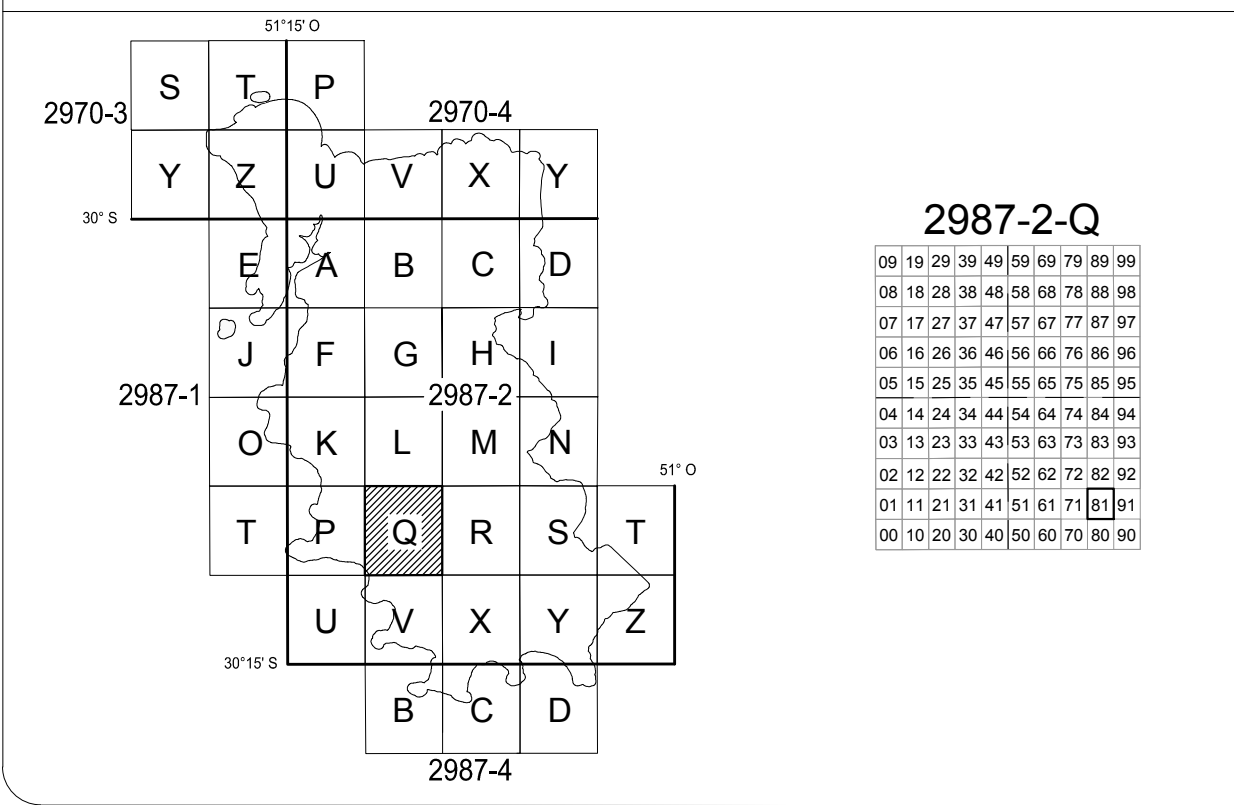 51°15' O
S T P
2970-3 2970-4
Y Z U V X Y
30° S
E A B C D
J F G H I
2987-1 2987-2
O K L M N
51° O
T P Q R S T
U V X Y Z
30°15' S
B C D
2987-4
2987-2-Q
09 19 29 39 49 59 69 79 89 99
08 18 28 38 48 58 68 78 88 98
07 17 27 37 47 57 67 77 87 97
06 16 26 36 46 56 66 76 86 96
05 15 25 35 45 55 65 75 85 95
04 14 24 34 44 54 64 74 84 94
03 13 23 33 43 53 63 73 83 93
02 12 22 32 42 52 62 72 82 92
01 11 21 31 41 51 61 71 81 91
00 10 20 30 40 50 60 70 80 90